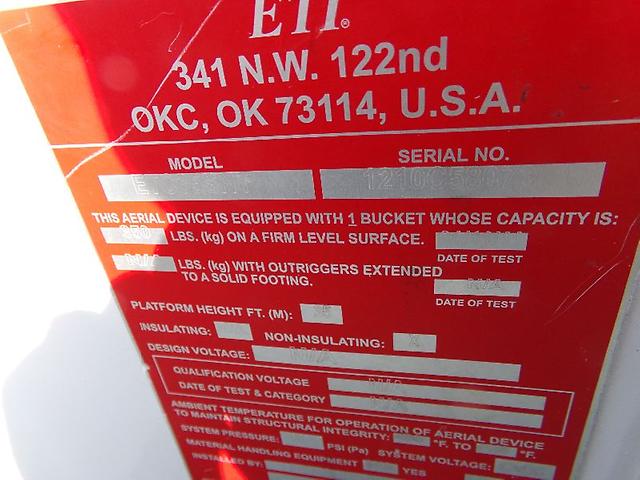 ETI®
341 N.W. 122nd
OKC, OK 73114, U.S.A.
MODEL SERIAL NO.
THIS AERIAL DEVICE IS EQUIPPED WITH 1 BUCKET WHOSE CAPACITY IS:
350 LBS. (kg) ON A FIRM LEVEL SURFACE.
DATE OF TEST
N/A LBS. (kg) WITH OUTRIGGERS EXTENDED N/A
TO A SOLID FOOTING.
DATE OF TEST
PLATFORM HEIGHT FT. (M): 35
INSULATING: NON-INSULATING: X
DESIGN VOLTAGE: N/A
QUALIFICATION VOLTAGE N/A
DATE OF TEST & CATEGORY N/A
AMBIENT TEMPERATURE FOR OPERATION OF AERIAL DEVICE
TO MAINTAIN STRUCTURAL INTEGRITY: °F. TO °F.
SYSTEM PRESSURE: PSI (Pa) SYSTEM VOLTAGE:
MATERIAL HANDLING EQUIPMENT YES
INSTALLED BY: